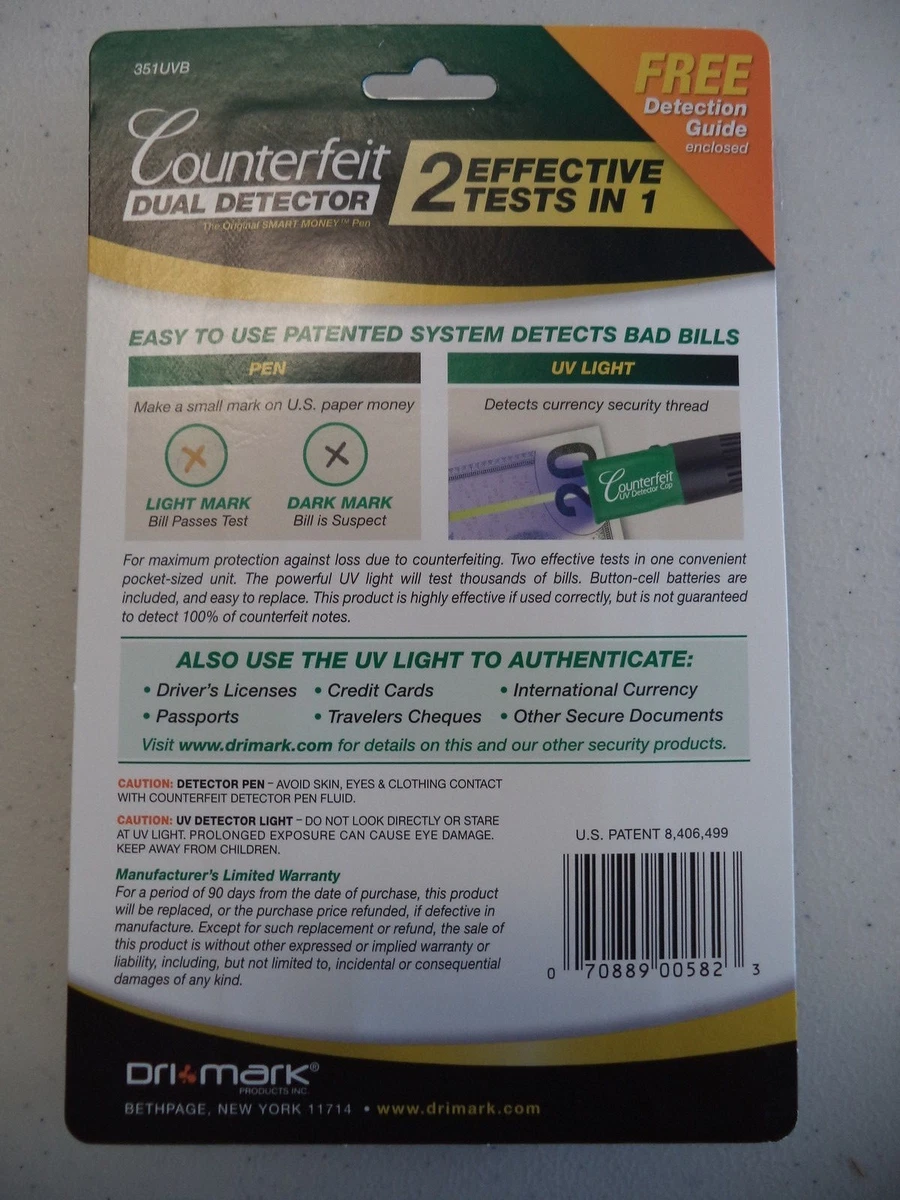 351UVB
FREE
Detection
Guide
enclosed
Counterfeit
DUAL DETECTOR
The Original SMART MONEY™ Pen
2 EFFECTIVE
TESTS IN 1
EASY TO USE PATENTED SYSTEM DETECTS BAD BILLS
PEN
Make a small mark on U.S. paper money
LIGHT MARK
Bill Passes Test
DARK MARK
Bill is Suspect
UV LIGHT
Detects currency security thread
20
Counterfeit
UV Detector Cap
For maximum protection against loss due to counterfeiting. Two effective tests in one convenient
pocket-sized unit. The powerful UV light will test thousands of bills. Button-cell batteries are
included, and easy to replace. This product is highly effective if used correctly, but is not guaranteed
to detect 100% of counterfeit notes.
ALSO USE THE UV LIGHT TO AUTHENTICATE:
• Driver's Licenses • Credit Cards • International Currency
• Passports • Travelers Cheques • Other Secure Documents
Visit www.drimark.com for details on this and our other security products.
CAUTION: DETECTOR PEN – AVOID SKIN, EYES & CLOTHING CONTACT
WITH COUNTERFEIT DETECTOR PEN FLUID.
CAUTION: UV DETECTOR LIGHT – DO NOT LOOK DIRECTLY OR STARE
AT UV LIGHT. PROLONGED EXPOSURE CAN CAUSE EYE DAMAGE.
KEEP AWAY FROM CHILDREN.
Manufacturer's Limited Warranty
For a period of 90 days from the date of purchase, this product
will be replaced, or the purchase price refunded, if defective in
manufacture. Except for such replacement or refund, the sale of
this product is without other expressed or implied warranty or
liability, including, but not limited to, incidental or consequential
damages of any kind.
U.S. PATENT 8,406,499
0 70889 00582 3
DRI mark®
PRODUCTS INC.
BETHPAGE, NEW YORK 11714 • www.drimark.com